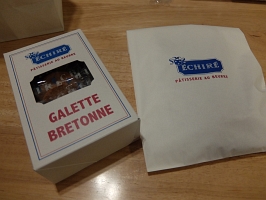 ÉCHIRÉ
PÂTISSERIE AU BEURRE
GALETTE
BRETONNE
ÉCHIRÉ
PÂTISSERIE AU BEURRE